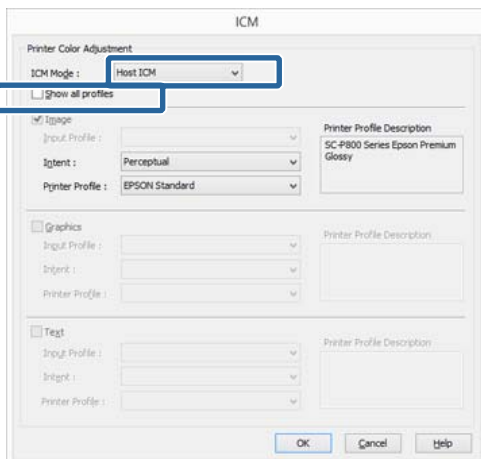 ICM
Printer Color Adjustment
ICM Mode : Host ICM
Show all profiles
Image
Input Profile :
Intent : Perceptual
Printer Profile : EPSON Standard
Printer Profile Description
SC-P800 Series Epson Premium
Glossy
Graphics
Input Profile :
Intent :
Printer Profile :
Printer Profile Description
Text
Input Profile :
Intent :
Printer Profile :
Printer Profile Description
OK Cancel Help